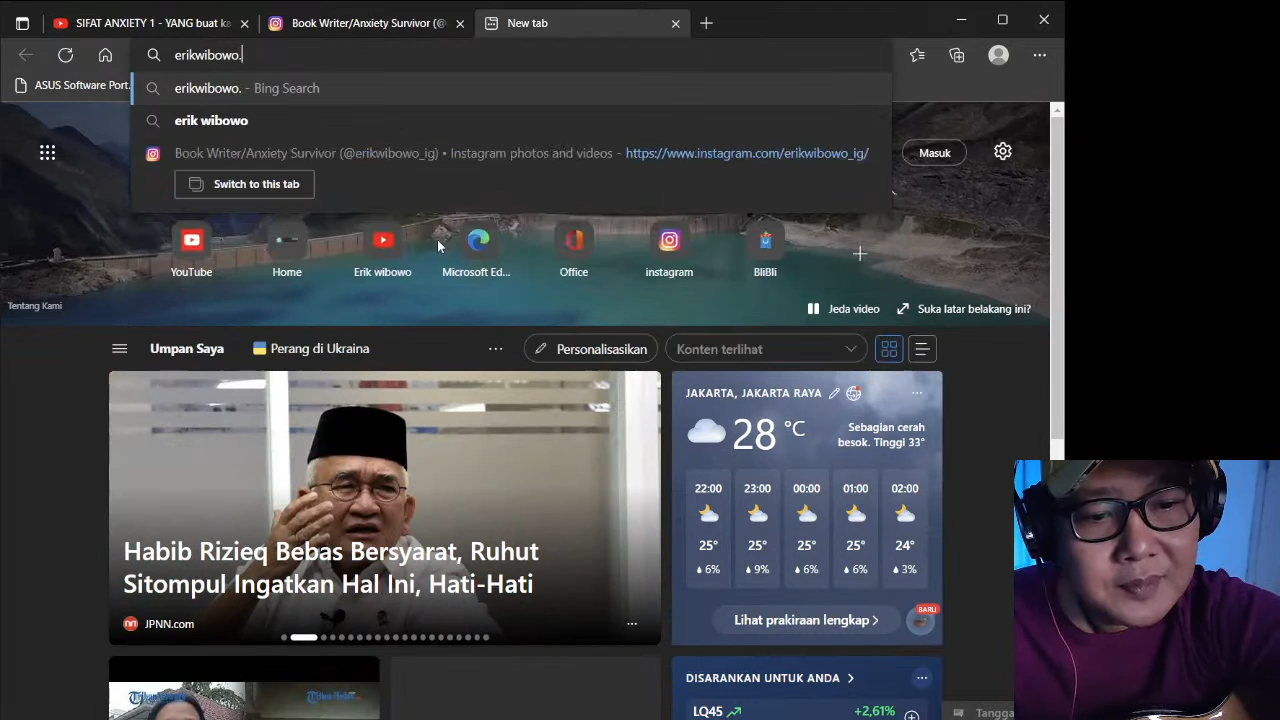 SIFAT ANXIETY 1 - YANG buat ka
Book Writer/Anxiety Survivor (@
New tab
erikwibowo.
ASUS Software Port.
erikwibowo. - Bing Search
erik wibowo
Book Writer/Anxiety Survivor (@erikwibowo_ig) • Instagram photos and videos - https://www.instagram.com/erikwibowo_ig/
Switch to this tab
Masuk
YouTube
Home
Erik wibowo
Microsoft Ed...
Office
instagram
BliBli
Tentang Kami
Jeda video
Suka latar belakang ini?
Umpan Saya
Perang di Ukraina
Personalisasikan
Konten terlihat
Habib Rizieq Bebas Bersyarat, Ruhut
Sitompul Ingatkan Hal Ini, Hati-Hati
JPNN.com
JAKARTA, JAKARTA RAYA
28 °C
Sebagian cerah
besok. Tinggi 33°
22:00 23:00 00:00 01:00 02:00
25° 25° 25° 25° 24°
6% 9% 6% 6% 3%
Lihat prakiraan lengkap
BARU
DISARANKAN UNTUK ANDA
LQ45
+2,61%
Tangga